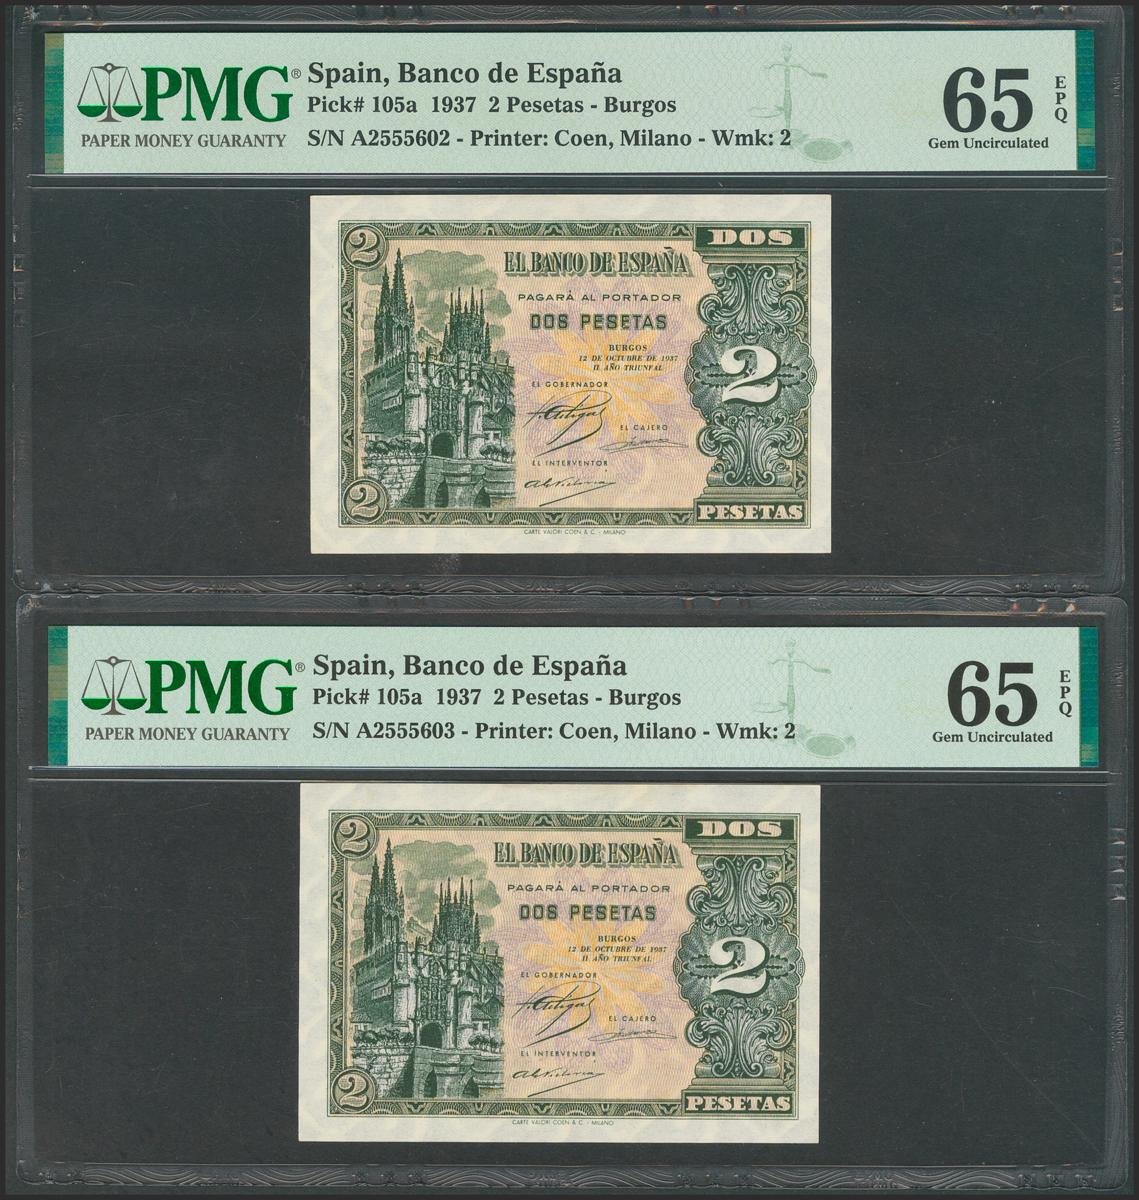 PMG®
PAPER MONEY GUARANTY
Spain, Banco de España
Pick# 105a 1937 2 Pesetas - Burgos
S/N A2555602 - Printer: Coen, Milano - Wmk: 2
65 EPQ
Gem Uncirculated
2
DOS
EL BANCO DE ESPAÑA
PAGARÁ AL PORTADOR
DOS PESETAS
BURGOS
12 DE OCTUBRE DE 1937
II AÑO TRIUNFAL
2
EL GOBERNADOR
EL CAJERO
EL INTERVENTOR
2
PESETAS
CARTE VALORI COEN & C. - MILANO
PMG®
PAPER MONEY GUARANTY
Spain, Banco de España
Pick# 105a 1937 2 Pesetas - Burgos
S/N A2555603 - Printer: Coen, Milano - Wmk: 2
65 EPQ
Gem Uncirculated
2
DOS
EL BANCO DE ESPAÑA
PAGARÁ AL PORTADOR
DOS PESETAS
BURGOS
12 DE OCTUBRE DE 1937
II AÑO TRIUNFAL
2
EL GOBERNADOR
EL CAJERO
EL INTERVENTOR
2
PESETAS
CARTE VALORI COEN & C. - MILANO